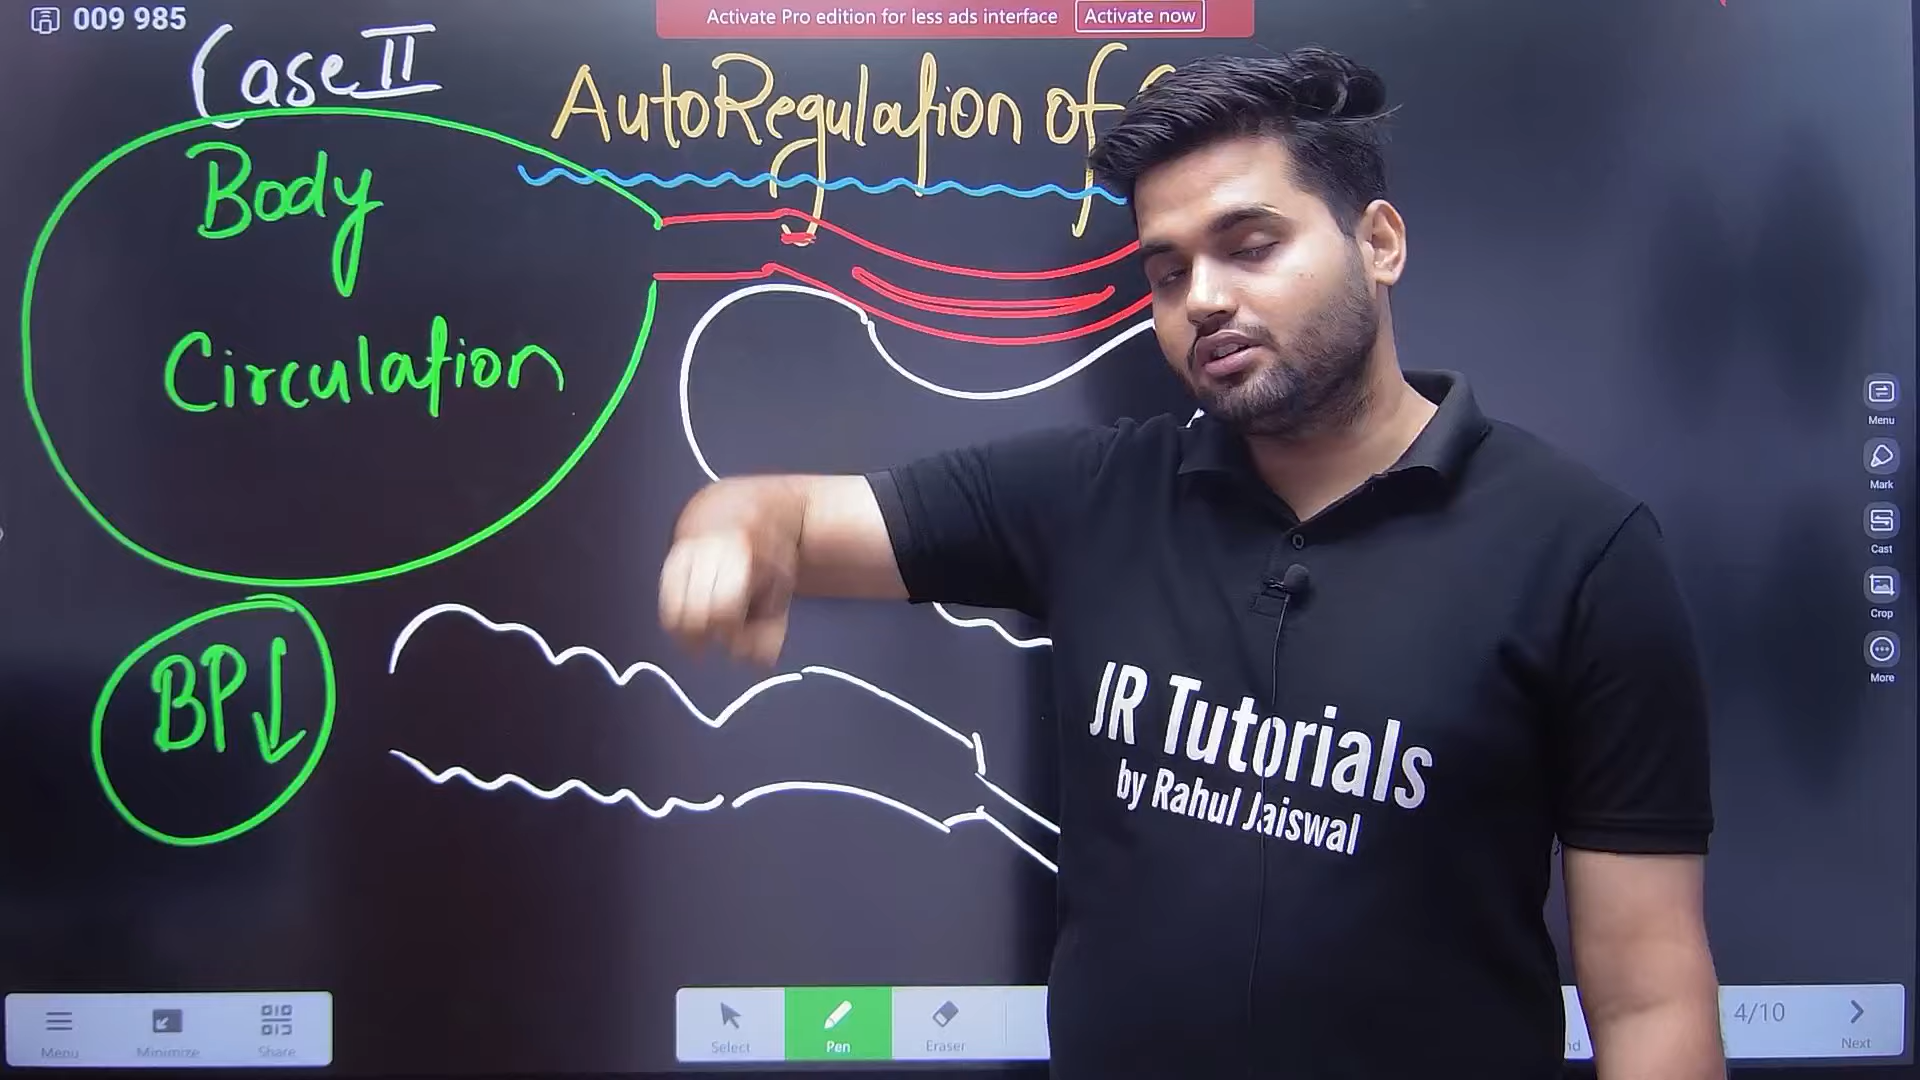 009 985
Activate Pro edition for less ads interface Activate now
Case II
AutoRegulation of
Body
Circulation
BP↓
JR Tutorials
by Rahul Jaiswal
Menu
Mark
Cast
Crop
More
Menu
Minimize
Share
Select
Pen
Eraser
4/10
Next